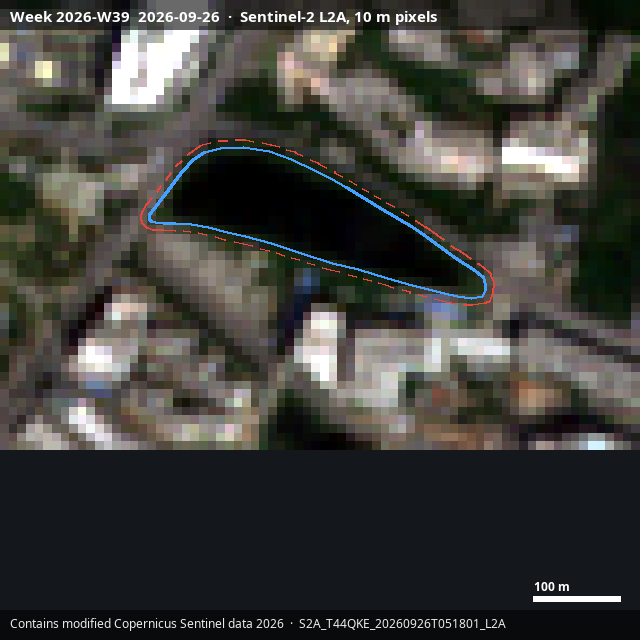 Week 2026-W39  2026-09-26  ·  Sentinel-2 L2A, 10 m pixels
100 m
Contains modified Copernicus Sentinel data 2026  ·  S2A_T44QKE_20260926T051801_L2A